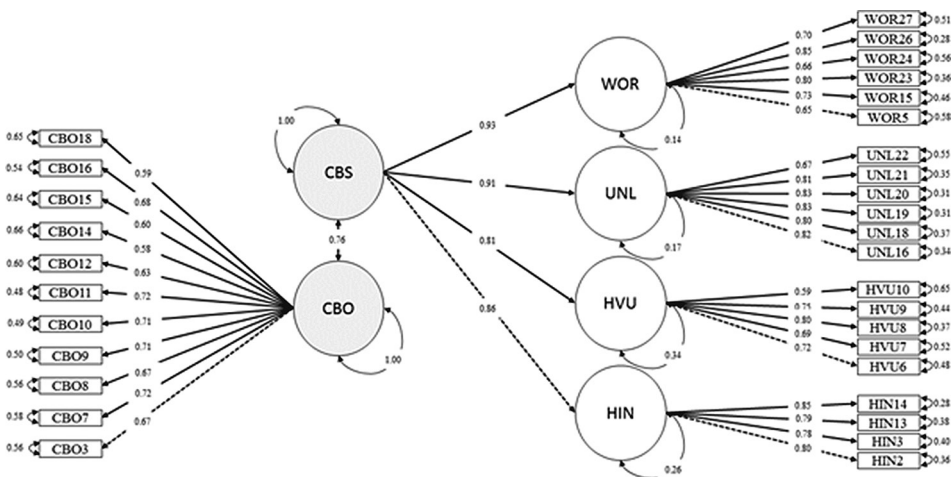 0.65 CBO18
0.54 CBO16
0.64 CBO15
0.66 CBO14
0.60 CBO12
0.48 CBO11
0.49 CBO10
0.50 CBO9
0.56 CBO8
0.58 CBO7
0.56 CBO3
0.59
0.68
0.60
0.58
0.63
0.72
0.71
0.71
0.67
0.72
0.67
1.00
CBS
0.76
CBO
1.00
0.93
0.91
0.81
0.86
WOR
0.14
UNL
0.17
HVU
0.34
HIN
0.26
0.70
0.85
0.66
0.80
0.73
0.65
WOR27 0.51
WOR26 0.28
WOR24 0.56
WOR23 0.36
WOR15 0.46
WOR5 0.58
0.67
0.81
0.83
0.83
0.80
0.82
UNL22 0.55
UNL21 0.35
UNL20 0.31
UNL19 0.31
UNL18 0.37
UNL16 0.34
0.59
0.75
0.80
0.69
0.72
HVU10 0.65
HVU9 0.44
HVU8 0.37
HVU7 0.52
HVU6 0.48
0.85
0.79
0.78
0.80
HIN14 0.28
HIN13 0.38
HIN3 0.40
HIN2 0.36